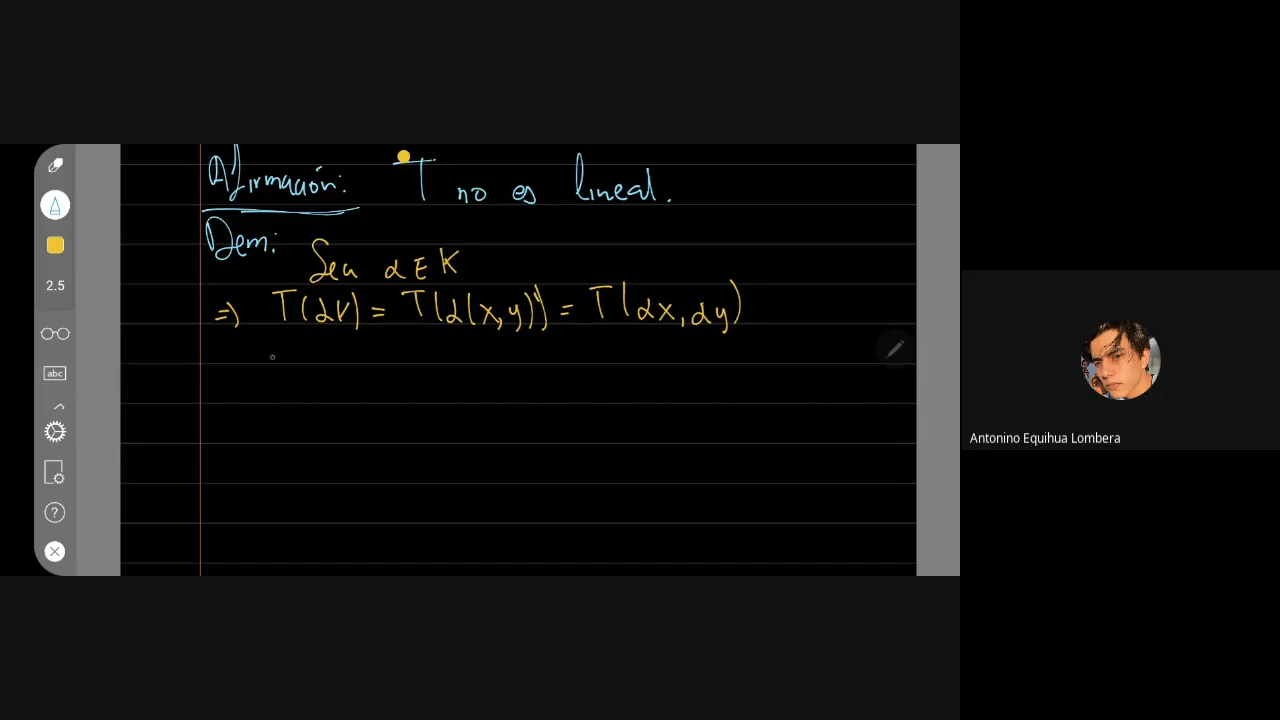 Afirmación: T no es lineal.
Dem:
Sea α ∈ K
=> T(αv) = T(α(x,y)) = T(αx, αy)
2.5
abc
?
Antonino Equihua Lombera